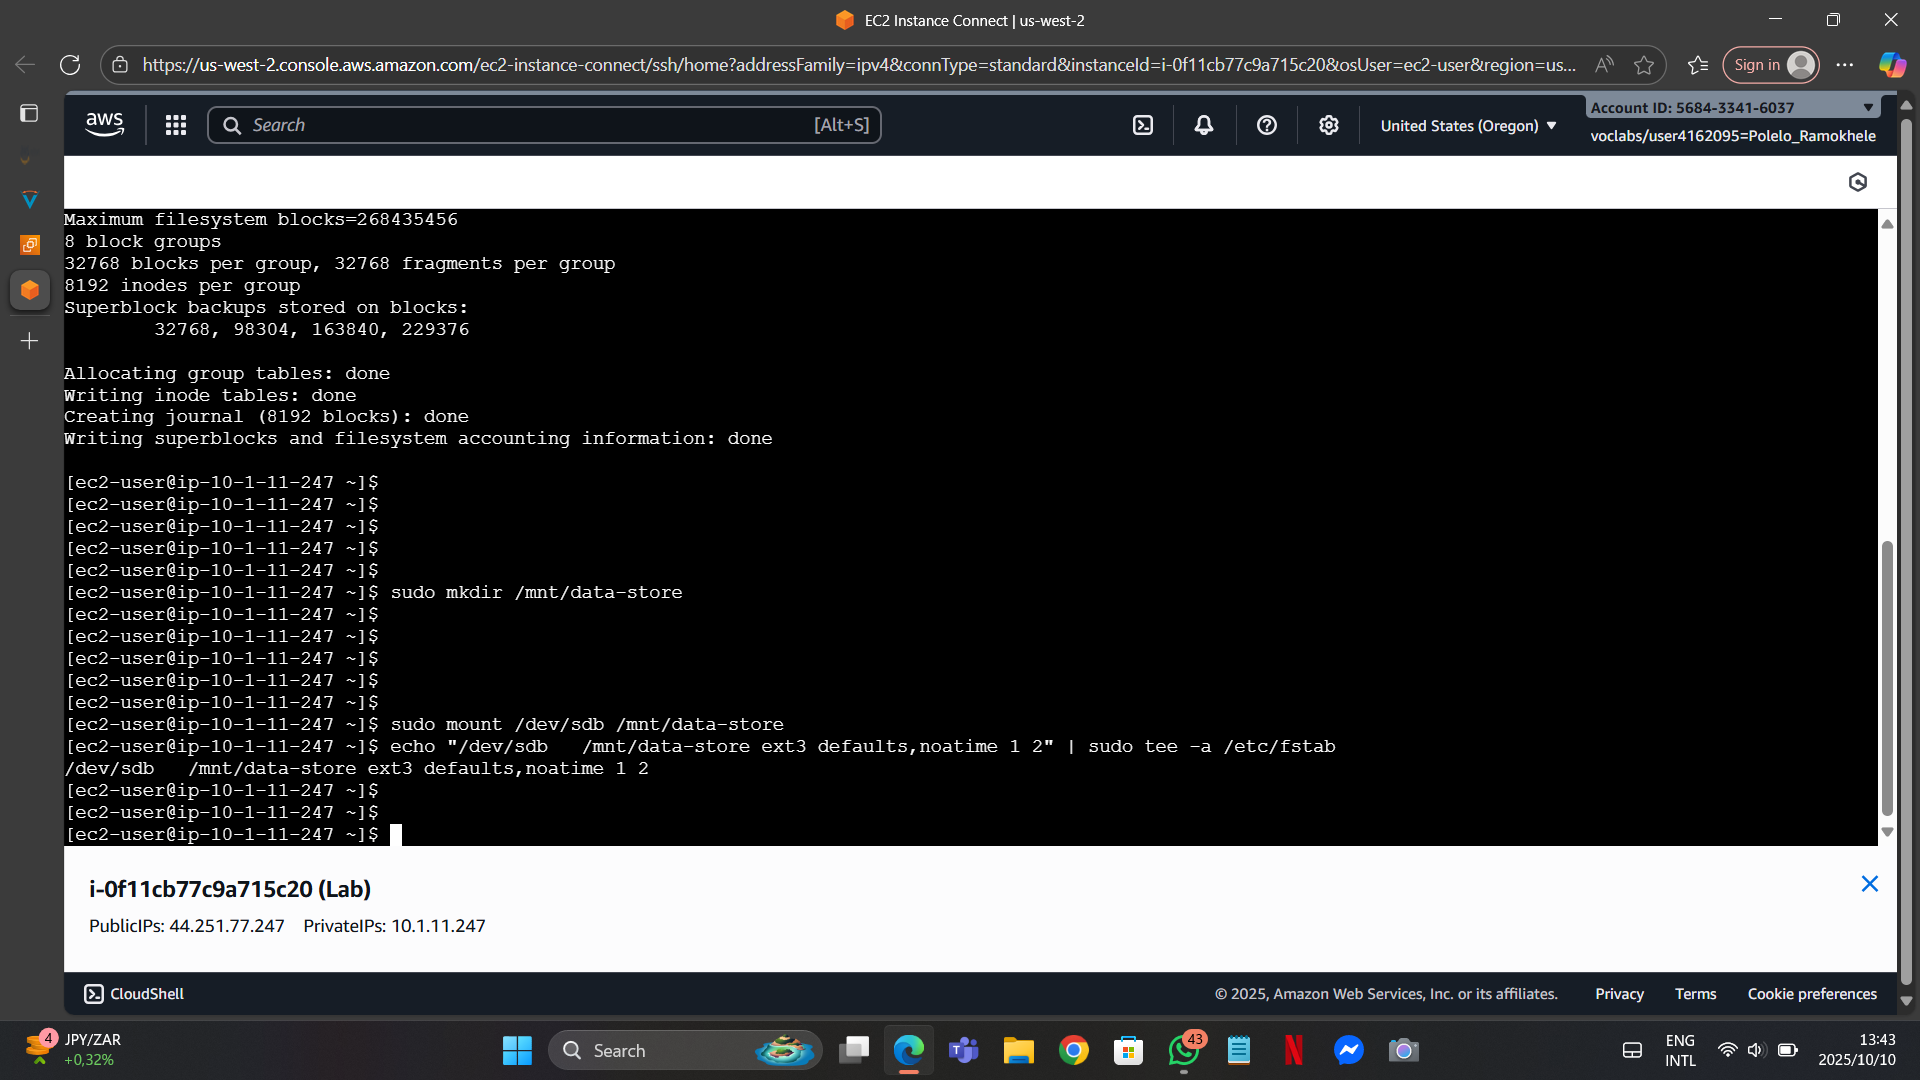 EC2 Instance Connect | us-west-2
https://us-west-2.console.aws.amazon.com/ec2-instance-connect/ssh/home?addressFamily=ipv4&connType=standard&instanceId=i-0f11cb77c9a715c20&osUser=ec2-user&region=us...
Sign in
aws
Search
[Alt+S]
United States (Oregon)
Account ID: 5684-3341-6037
voclabs/user4162095=Polelo_Ramokhele
Maximum filesystem blocks=268435456
8 block groups
32768 blocks per group, 32768 fragments per group
8192 inodes per group
Superblock backups stored on blocks:
32768, 98304, 163840, 229376
Allocating group tables: done
Writing inode tables: done
Creating journal (8192 blocks): done
Writing superblocks and filesystem accounting information: done
[ec2-user@ip-10-1-11-247 ~]$
[ec2-user@ip-10-1-11-247 ~]$
[ec2-user@ip-10-1-11-247 ~]$
[ec2-user@ip-10-1-11-247 ~]$
[ec2-user@ip-10-1-11-247 ~]$
[ec2-user@ip-10-1-11-247 ~]$ sudo mkdir /mnt/data-store
[ec2-user@ip-10-1-11-247 ~]$
[ec2-user@ip-10-1-11-247 ~]$
[ec2-user@ip-10-1-11-247 ~]$
[ec2-user@ip-10-1-11-247 ~]$
[ec2-user@ip-10-1-11-247 ~]$
[ec2-user@ip-10-1-11-247 ~]$ sudo mount /dev/sdb /mnt/data-store
[ec2-user@ip-10-1-11-247 ~]$ echo "/dev/sdb   /mnt/data-store ext3 defaults,noatime 1 2" | sudo tee -a /etc/fstab
/dev/sdb   /mnt/data-store ext3 defaults,noatime 1 2
[ec2-user@ip-10-1-11-247 ~]$
[ec2-user@ip-10-1-11-247 ~]$
[ec2-user@ip-10-1-11-247 ~]$
i-0f11cb77c9a715c20 (Lab)
PublicIPs: 44.251.77.247 PrivateIPs: 10.1.11.247
CloudShell
© 2025, Amazon Web Services, Inc. or its affiliates.
Privacy
Terms
Cookie preferences
4
JPY/ZAR
+0,32%
Search
43
ENG
INTL
13:43
2025/10/10